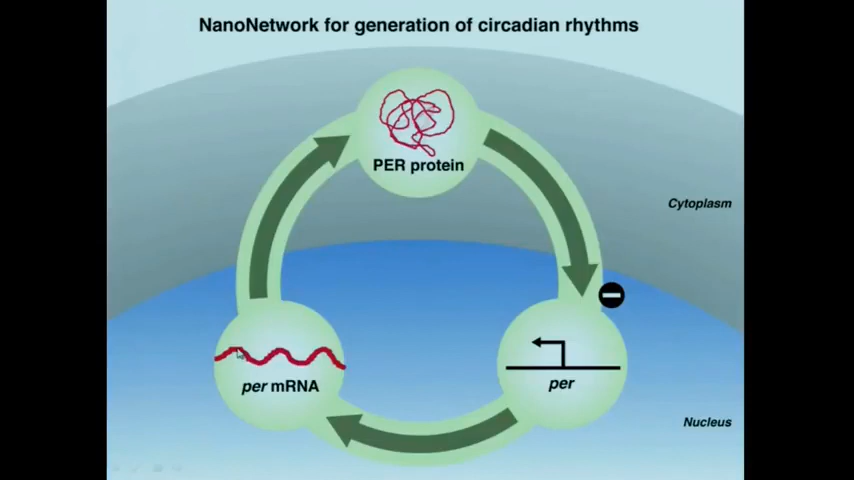 NanoNetwork for generation of circadian rhythms
PER protein
Cytoplasm
per mRNA
per
Nucleus